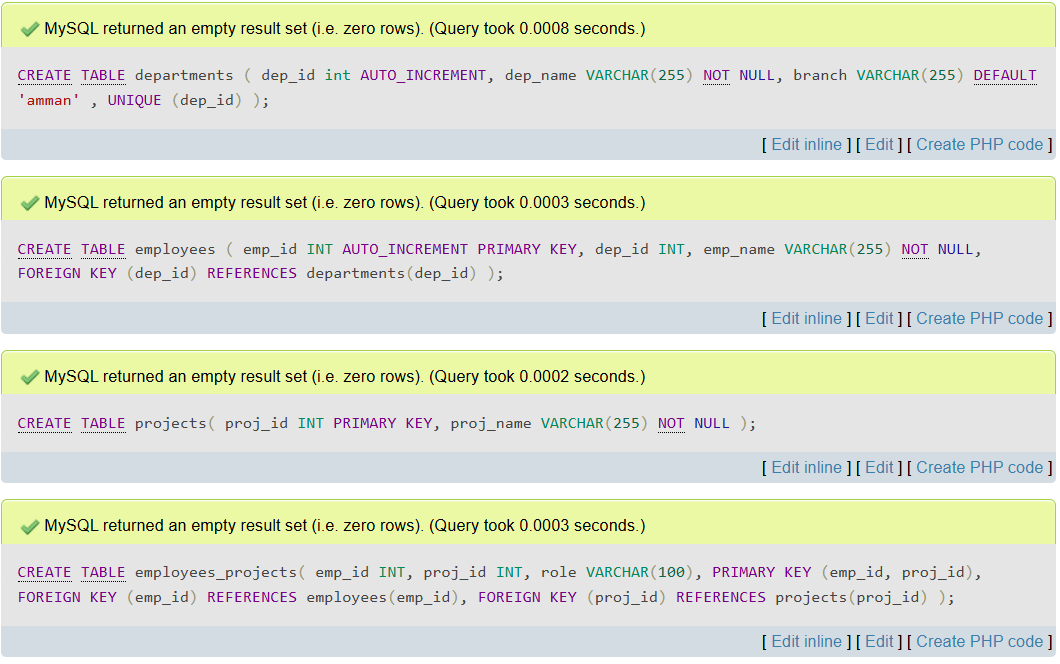 MySQL returned an empty result set (i.e. zero rows). (Query took 0.0008 seconds.)
CREATE TABLE departments ( dep_id int AUTO_INCREMENT, dep_name VARCHAR(255) NOT NULL, branch VARCHAR(255) DEFAULT
'amman' , UNIQUE (dep_id) );
[ Edit inline ] [ Edit ] [ Create PHP code ]
MySQL returned an empty result set (i.e. zero rows). (Query took 0.0003 seconds.)
CREATE TABLE employees ( emp_id INT AUTO_INCREMENT PRIMARY KEY, dep_id INT, emp_name VARCHAR(255) NOT NULL,
FOREIGN KEY (dep_id) REFERENCES departments(dep_id) );
[ Edit inline ] [ Edit ] [ Create PHP code ]
MySQL returned an empty result set (i.e. zero rows). (Query took 0.0002 seconds.)
CREATE TABLE projects( proj_id INT PRIMARY KEY, proj_name VARCHAR(255) NOT NULL );
[ Edit inline ] [ Edit ] [ Create PHP code ]
MySQL returned an empty result set (i.e. zero rows). (Query took 0.0003 seconds.)
CREATE TABLE employees_projects( emp_id INT, proj_id INT, role VARCHAR(100), PRIMARY KEY (emp_id, proj_id),
FOREIGN KEY (emp_id) REFERENCES employees(emp_id), FOREIGN KEY (proj_id) REFERENCES projects(proj_id) );
[ Edit inline ] [ Edit ] [ Create PHP code ]